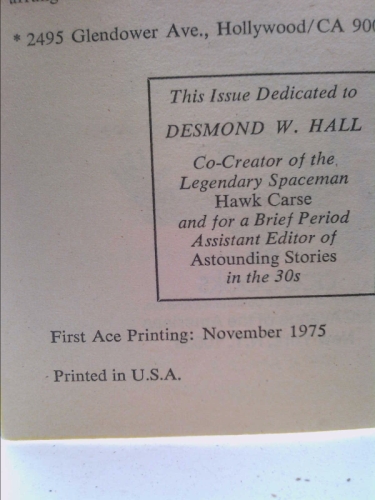 * 2495 Glendower Ave., Hollywood/CA
This Issue Dedicated to
DESMOND W. HALL
Co-Creator of the
Legendary Spaceman
Hawk Carse
and for a Brief Period
Assistant Editor of
Astounding Stories
in the 30s
First Ace Printing: November 1975
Printed in U.S.A.